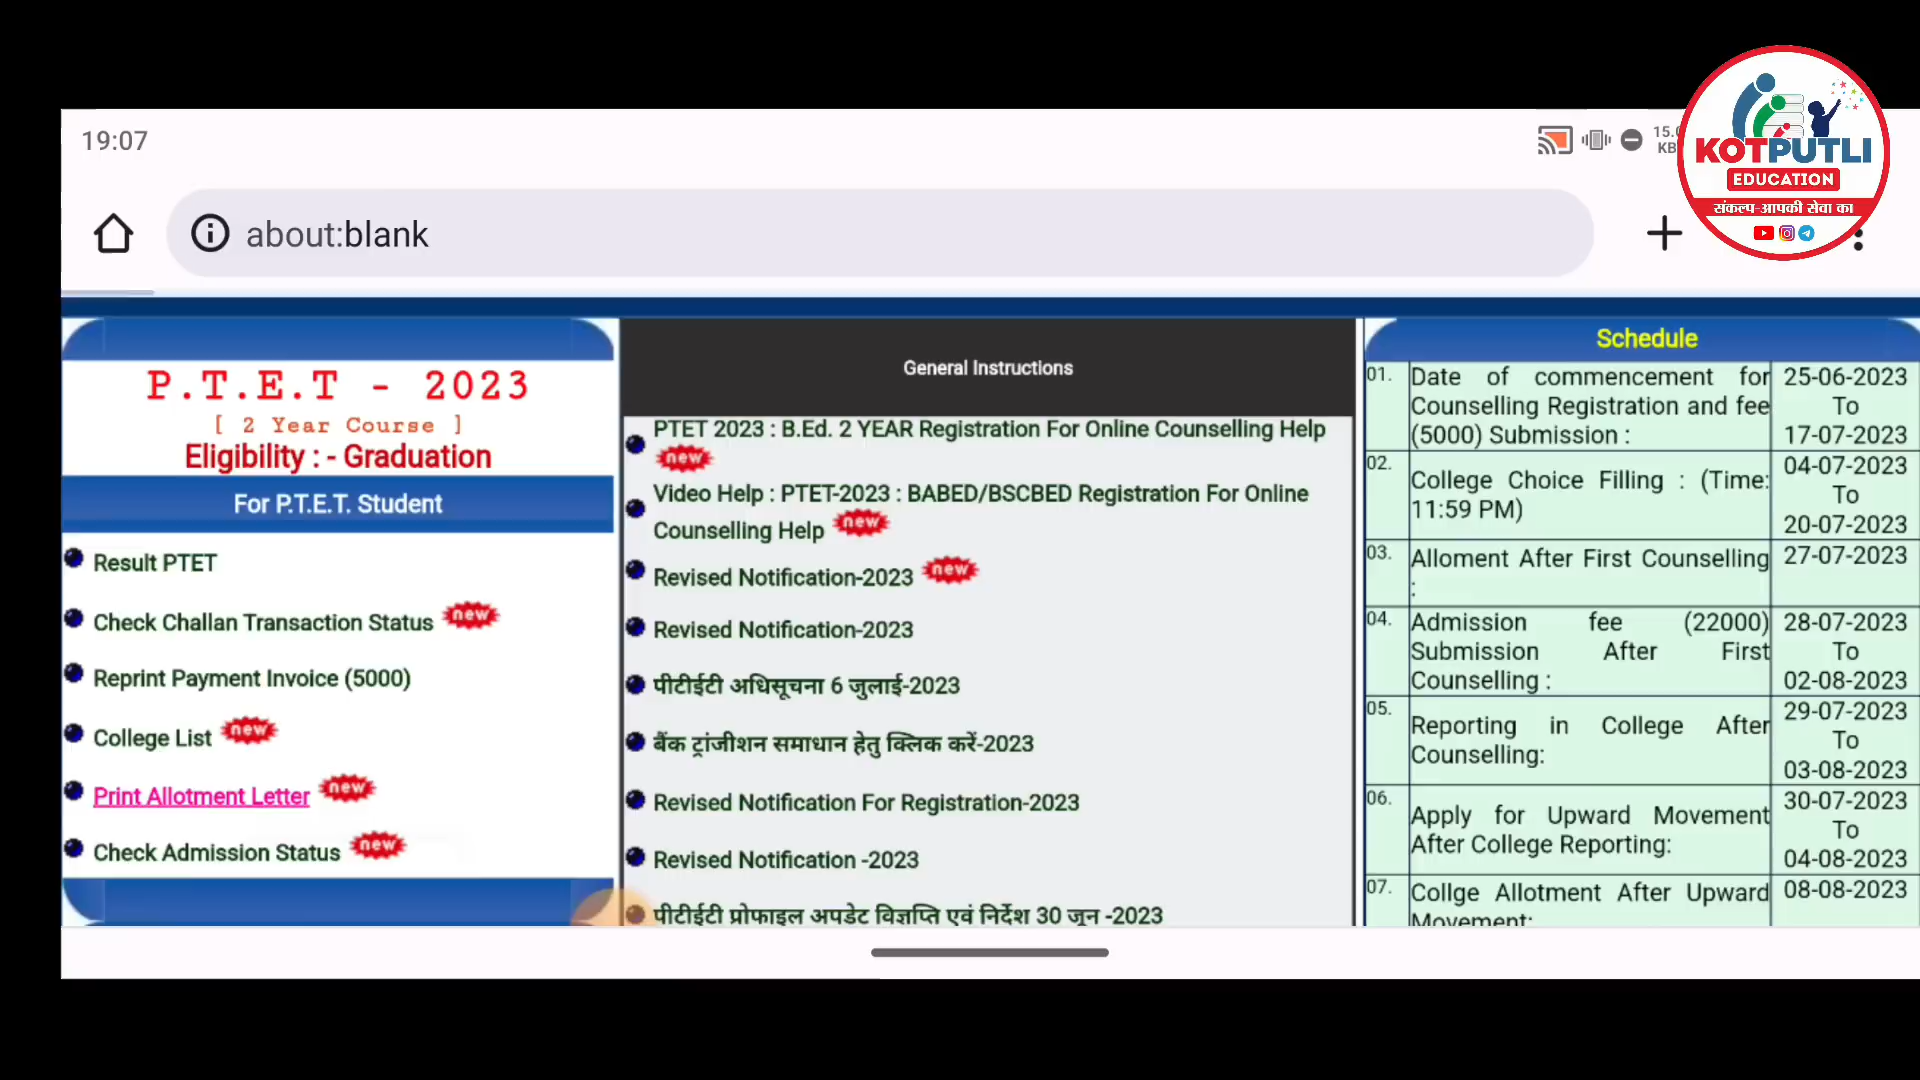 19:07
about:blank
KOTPUTLI
EDUCATION
संकल्प-आपकी सेवा का
P.T.E.T - 2023
[ 2 Year Course ]
Eligibility : - Graduation
For P.T.E.T. Student
Result PTET
Check Challan Transaction Status new
Reprint Payment Invoice (5000)
College List new
Print Allotment Letter new
Check Admission Status new
General Instructions
PTET 2023 : B.Ed. 2 YEAR Registration For Online Counselling Help
new
Video Help : PTET-2023 : BABED/BSCBED Registration For Online
Counselling Help new
Revised Notification-2023 new
Revised Notification-2023
पीटीईटी अधिसूचना 6 जुलाई-2023
बैंक ट्रांजीशन समाधान हेतु क्लिक करें-2023
Revised Notification For Registration-2023
Revised Notification -2023
पीटीईटी प्रोफाइल अपडेट विज्ञप्ति एवं निर्देश 30 जून -2023
Schedule
01. Date of commencement for 25-06-2023
Counselling Registration and fee To
(5000) Submission : 17-07-2023
02. 04-07-2023
College Choice Filling : (Time: To
11:59 PM) 20-07-2023
03. Alloment After First Counselling 27-07-2023
:
04. Admission fee (22000) 28-07-2023
Submission After First To
Counselling : 02-08-2023
05. 29-07-2023
Reporting in College After To
Counselling: 03-08-2023
06. 30-07-2023
Apply for Upward Movement To
After College Reporting: 04-08-2023
07. Collge Allotment After Upward 08-08-2023
Movement: